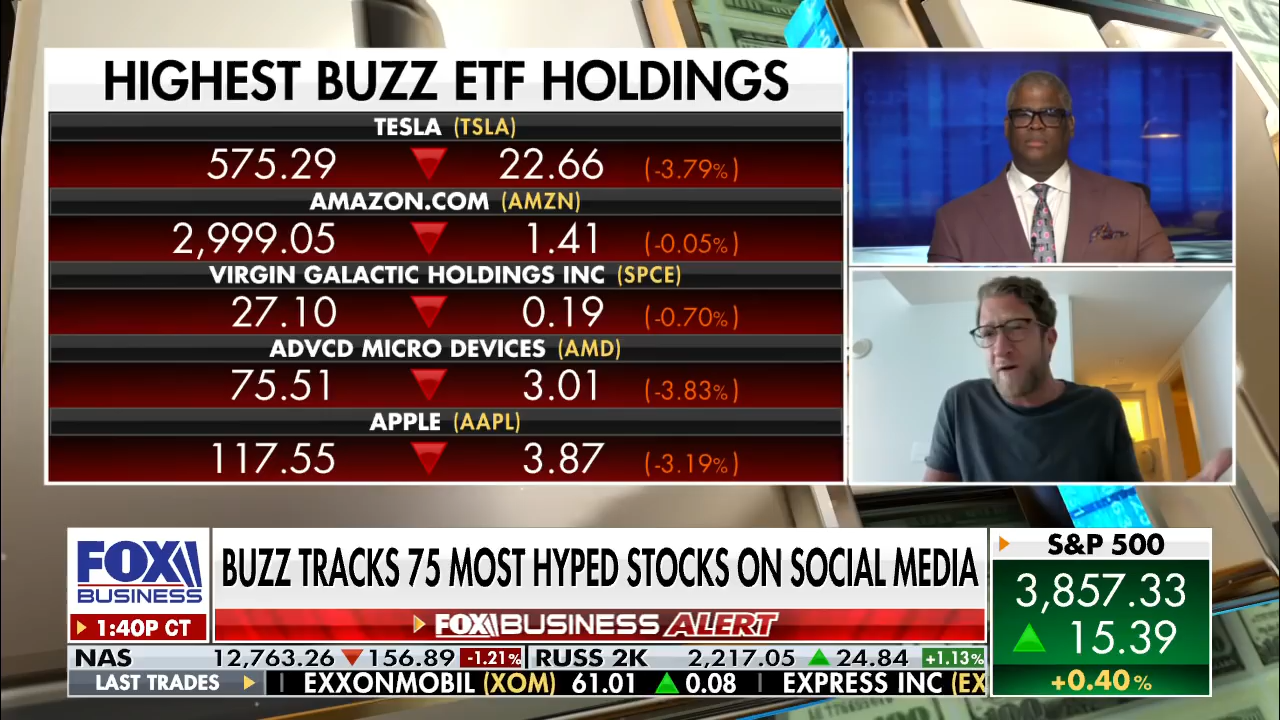 HIGHEST BUZZ ETF HOLDINGS
TESLA (TSLA)
575.29 ▼ 22.66 (-3.79%)
AMAZON.COM (AMZN)
2,999.05 ▼ 1.41 (-0.05%)
VIRGIN GALACTIC HOLDINGS INC (SPCE)
27.10 ▼ 0.19 (-0.70%)
ADVCD MICRO DEVICES (AMD)
75.51 ▼ 3.01 (-3.83%)
APPLE (AAPL)
117.55 ▼ 3.87 (-3.19%)
FOX
BUSINESS
1:40P CT
BUZZ TRACKS 75 MOST HYPED STOCKS ON SOCIAL MEDIA
FOX BUSINESS ALERT
S&P 500
3,857.33
▲ 15.39
+0.40%
NAS 12,763.26 ▼ 156.89 -1.21% RUSS 2K 2,217.05 ▲ 24.84 +1.13%
LAST TRADES EXXONMOBIL (XOM) 61.01 ▲ 0.08 EXPRESS INC (EX